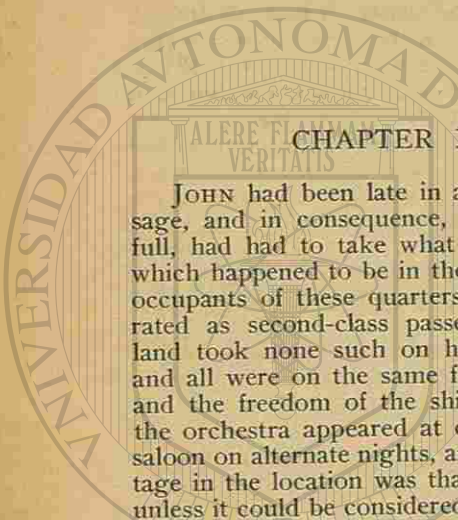 VNIVERSIDAD AVTONOMA D
ALERE FLAMMAM
VERITATIS
CHAPTER
JOHN had been late in a
sage, and in consequence,
full, had had to take what
which happened to be in the
occupants of these quarters
rated as second-class passe
land took none such on h
and all were on the same f
and the freedom of the shi
the orchestra appeared at
saloon on alternate nights, a
tage in the location was tha
unless it could be considered